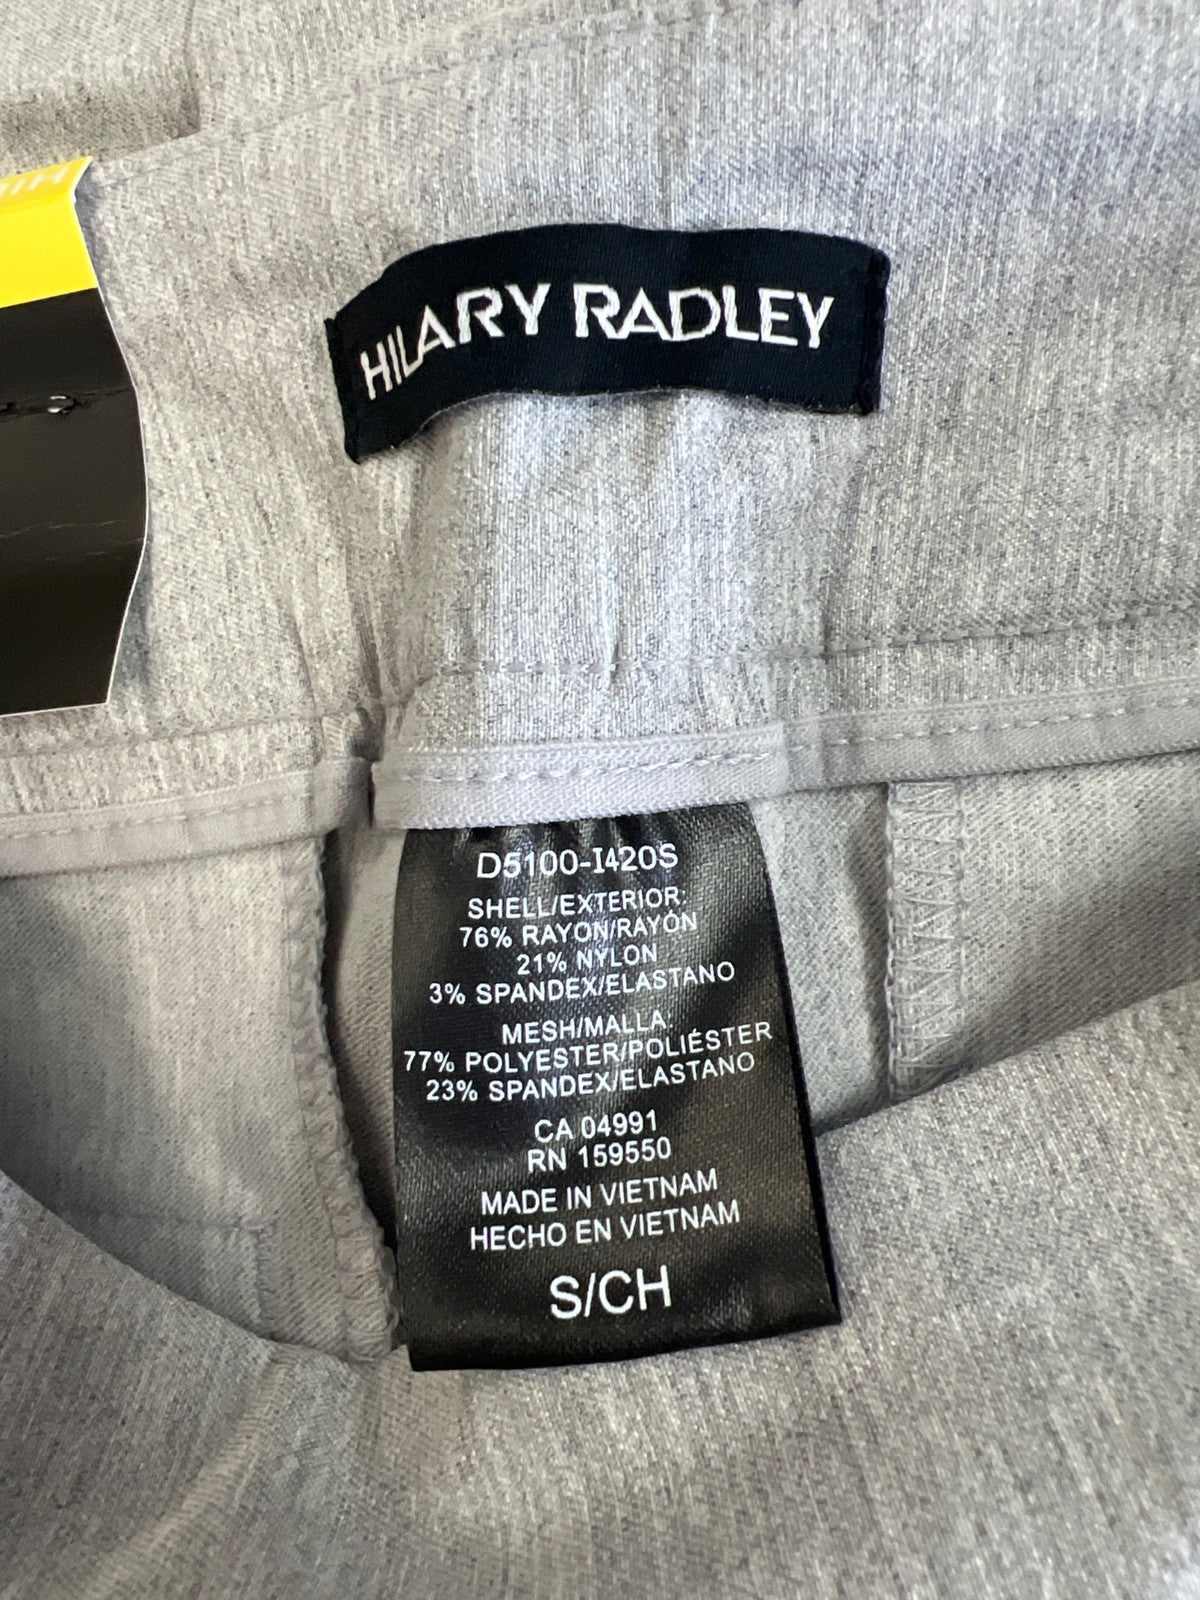 HILARY RADLEY
D5100-I420S
SHELL/EXTERIOR:
76% RAYON/RAYÓN
21% NYLON
3% SPANDEX/ELASTANO
MESH/MALLA
77% POLYESTER/POLIÉSTER
23% SPANDEX/ELASTANO
CA 04991
RN 159550
MADE IN VIETNAM
HECHO EN VIETNAM
S/CH